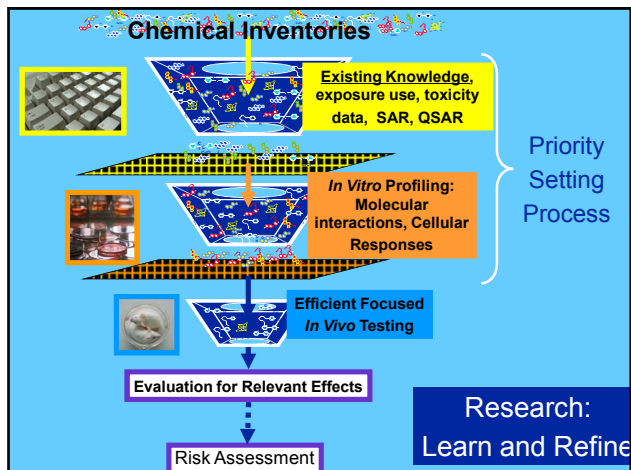 Chemical Inventories
Existing Knowledge,
exposure use, toxicity
data, SAR, QSAR
Priority
Setting
Process
In Vitro Profiling:
Molecular
interactions, Cellular
Responses
Efficient Focused
In Vivo Testing
Evaluation for Relevant Effects
Risk Assessment
Research:
Learn and Refine